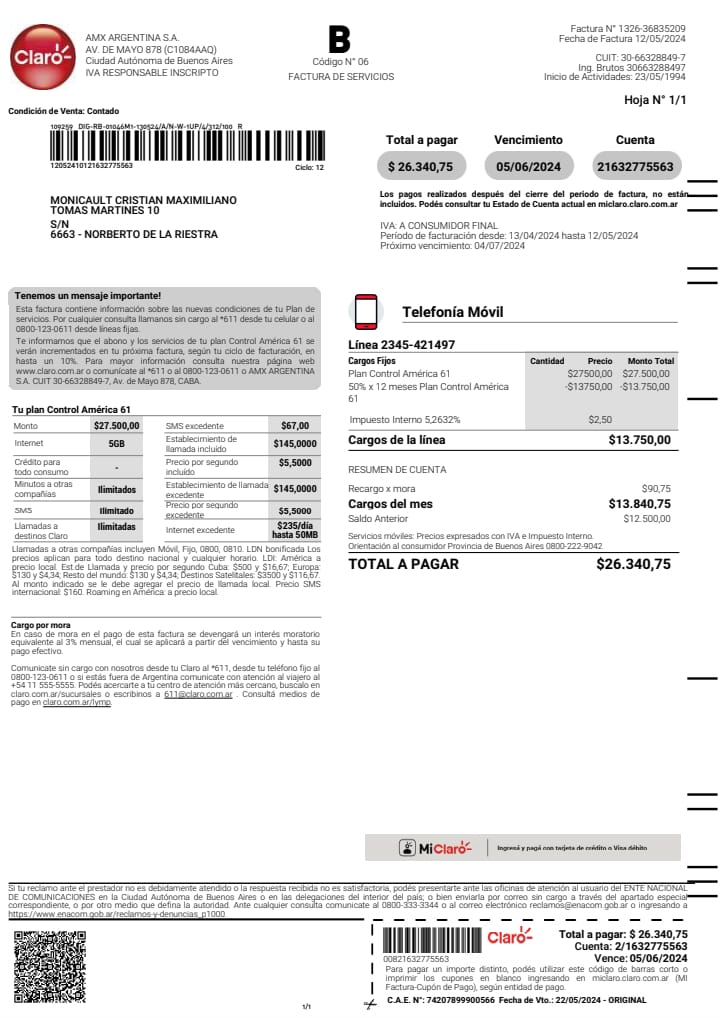 Claro
AMX ARGENTINA S.A.
AV. DE MAYO 878 (C1084AAQ)
Ciudad Autónoma de Buenos Aires
IVA RESPONSABLE INSCRIPTO
B
Código N° 06
FACTURA DE SERVICIOS
Factura N° 1326-36835209
Fecha de Factura 12/05/2024
CUIT: 30-66328849-7
Ing. Brutos 30663288497
Inicio de Actividades: 23/05/1994
Hoja N° 1/1
Condición de Venta: Contado
109259 DIG-RB-01046M1-130524/A/N-W-1UP/4/312/100 R
12052410121632775563
Ciclo: 12
Total a pagar Vencimiento Cuenta
$ 26.340,75 05/06/2024 21632775563
MONICAULT CRISTIAN MAXIMILIANO
TOMAS MARTINES 10
S/N
6663 - NORBERTO DE LA RIESTRA
Los pagos realizados después del cierre del periodo de factura, no están
incluidos. Podés consultar tu Estado de Cuenta actual en miclaro.com.ar
IVA: A CONSUMIDOR FINAL
Período de facturación desde: 13/04/2024 hasta 12/05/2024
Próximo vencimiento: 04/07/2024
Tenemos un mensaje importante!
Esta factura contiene información sobre las nuevas condiciones de tu Plan de
servicios. Por cualquier consulta llamanos sin cargo al *611 desde tu celular o al
0800-123-0611 desde líneas fijas.
Te informamos que el abono y los servicios de tu plan Control América 61 se
verán incrementados en tu próxima factura, según tu ciclo de facturación, en
hasta un 10%. Para mayor información consulta nuestra página web
www.claro.com.ar o comunícate al *611 o al 0800-123-0611 o AMX ARGENTINA
S.A. CUIT 30-66328849-7, Av. de Mayo 878, CABA.
Tu plan Control América 61
Monto $27.500,00 SMS excedente $67,00
Internet 5GB Establecimiento de llamada incluído $145,0000
Crédito para todo consumo - Precio por segundo incluído $5,5000
Minutos a otras compañías Ilimitados Establecimiento de llamada excedente $145,0000
SMS Ilimitado Precio por segundo excedente $5,5000
Llamadas a destinos Claro Ilimitadas Internet excedente $235/día hasta 50MB
Llamadas a otras compañías incluyen Móvil, Fijo, 0800, 0810. LDN bonificada Los
precios aplican para todo destino nacional y cualquier horario. LDI: América a
precio local. Est.de Llamada y precio por segundo Cuba: $500 y $16,67; Europa:
$130 y $4,34; Resto del mundo: $130 y $4,34; Destinos Satelitales: $3500 y $116,67.
Al monto indicado se le debe agregar el precio de llamada local. Precio SMS
internacional: $160. Roaming en América: a precio local.
Cargo por mora
En caso de mora en el pago de esta factura se devengará un interés moratorio
equivalente al 3% mensual, el cual se aplicará a partir del vencimiento y hasta su
pago efectivo.
Comunicate sin cargo con nosotros desde tu Claro al *611, desde tu teléfono fijo al
0800-123-0611 o si estás fuera de Argentina comunicate con atención al viajero al
+54 11 555-5555. Podés acercarte a tu centro de atención más cercano, buscalo en
claro.com.ar/sucursales o escribinos a 611@claro.com.ar . Consultá medios de
pago en claro.com.ar/lymp.
Telefonía Móvil
Línea 2345-421497
Cargos Fijos Cantidad Precio Monto Total
Plan Control América 61 $27500,00 $27.500,00
50% x 12 meses Plan Control América -$13750,00 -$13.750,00
61
Impuesto Interno 5,2632% $2,50
Cargos de la línea $13.750,00
RESUMEN DE CUENTA
Recargo x mora $90,75
Cargos del mes $13.840,75
Saldo Anterior $12.500,00
Servicios móviles: Precios expresados con IVA e Impuesto Interno.
Orientación al consumidor Provincia de Buenos Aires 0800-222-9042
TOTAL A PAGAR $26.340,75
Mi Claro Ingresá y pagá con tarjeta de crédito o Visa débito
Si tu reclamo ante el prestador no es debidamente atendido o la respuesta recibida no es satisfactoria, podés presentarte ante las oficinas de atención al usuario del ENTE NACIONAL
DE COMUNICACIONES en la Ciudad Autónoma de Buenos Aires o en las delegaciones del interior del país; o bien enviarla por correo sin cargo a través del apartado especial
correspondiente, o por otro medio que defina la autoridad. Ante cualquier consulta comunicate al 0800-333-3344 o al correo electrónico reclamos@enacom.gob.ar o ingresando a
https://www.enacom.gob.ar/reclamos-y-denuncias_p1000
00821632775563
Claro
Total a pagar: $ 26.340,75
Cuenta: 2/1632775563
Vence: 05/06/2024
Para pagar un importe distinto, podés utilizar este código de barras corto o
imprimir los cupones en blanco ingresando en miclaro.claro.com.ar (MI
Factura-Cupón de Pago), según entidad de pago.
C.A.E. N°: 74207899900566 Fecha de Vto.: 22/05/2024 - ORIGINAL
1/1